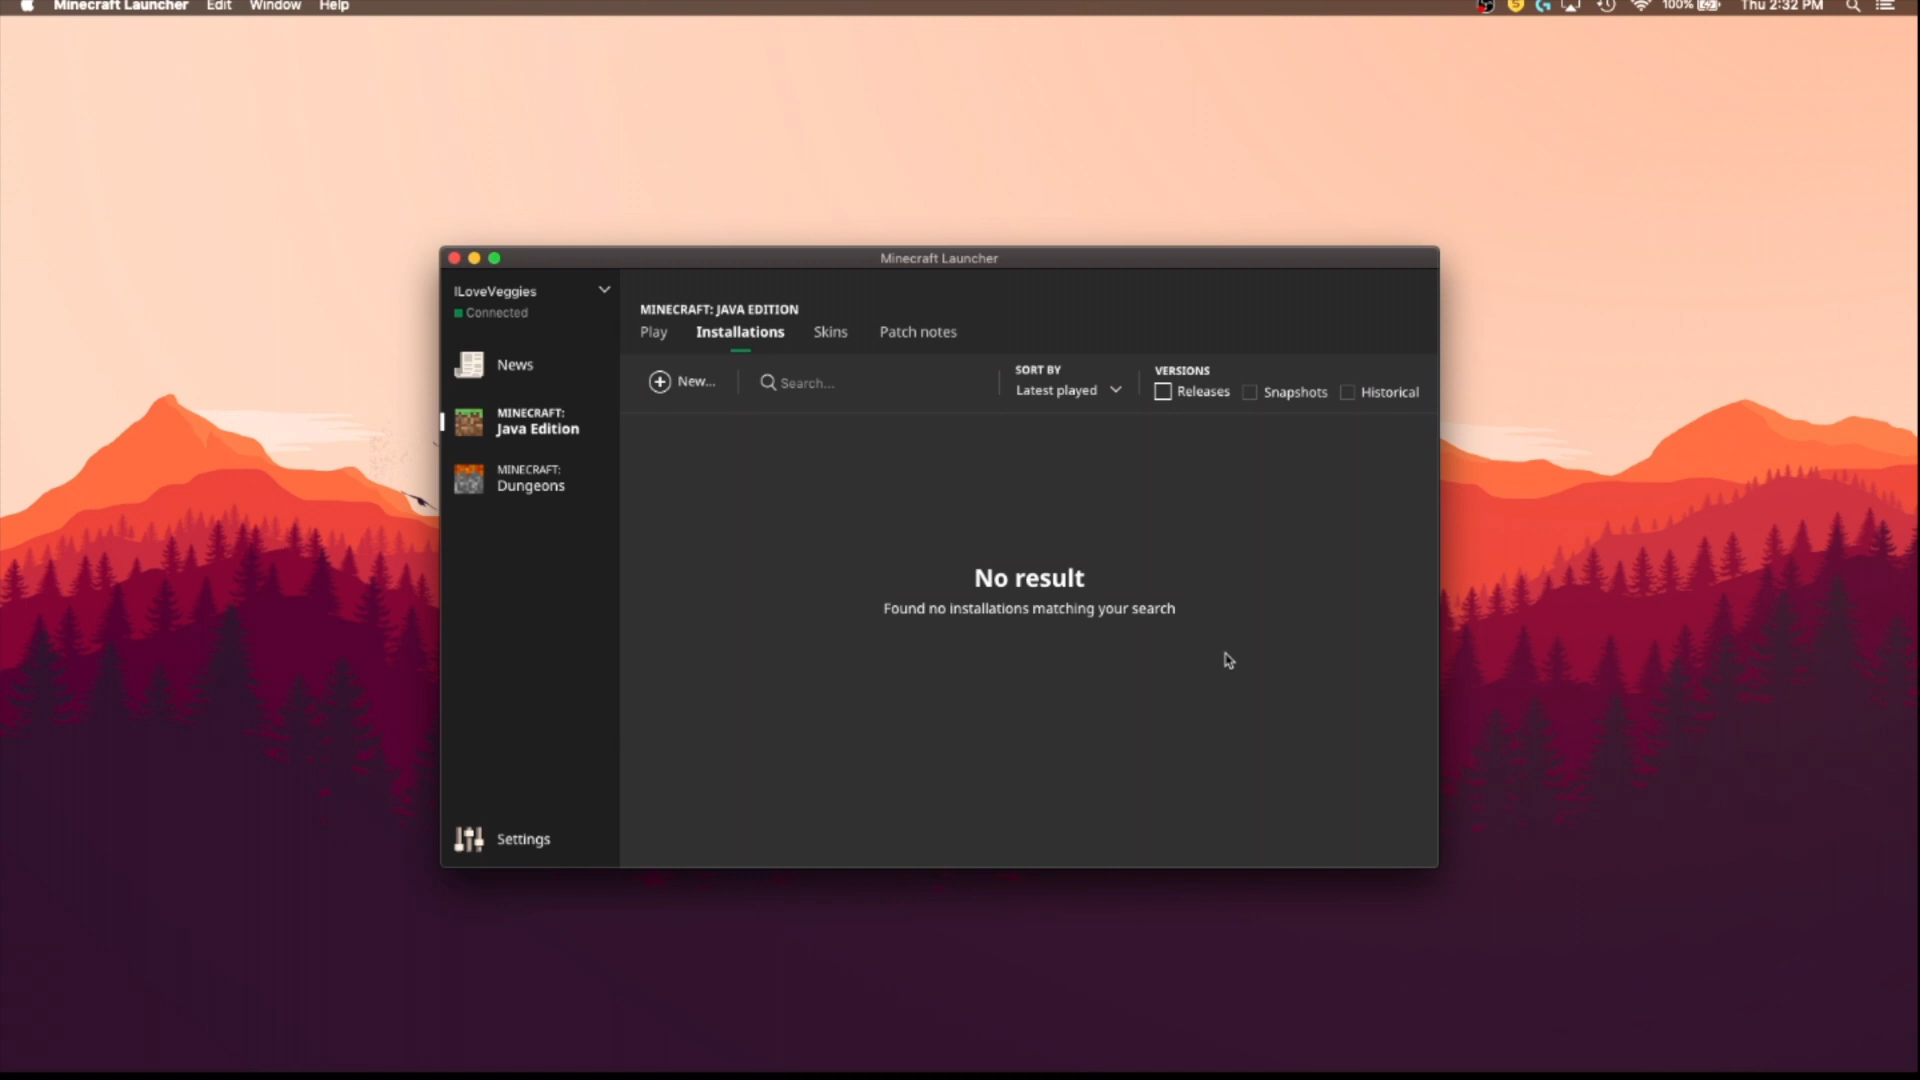 Minecraft Launcher Edit Window Help 100% Thu 2:32 PM
Minecraft Launcher
ILoveVeggies
Connected
News
MINECRAFT:
Java Edition
MINECRAFT:
Dungeons
Settings
MINECRAFT: JAVA EDITION
Play Installations Skins Patch notes
New... Search...
SORT BY
Latest played
VERSIONS
Releases Snapshots Historical
No result
Found no installations matching your search